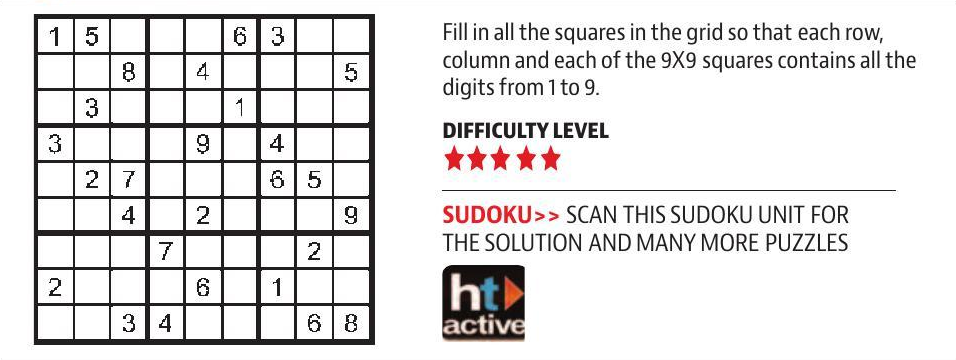 1 5 6 3
8 4 5
3 1
3 9 4
2 7 6 5
4 2 9
7 2
2 6 1
3 4 6 8
Fill in all the squares in the grid so that each row,
column and each of the 9X9 squares contains all the
digits from 1 to 9.
DIFFICULTY LEVEL
SUDOKU>> SCAN THIS SUDOKU UNIT FOR
THE SOLUTION AND MANY MORE PUZZLES
ht
active